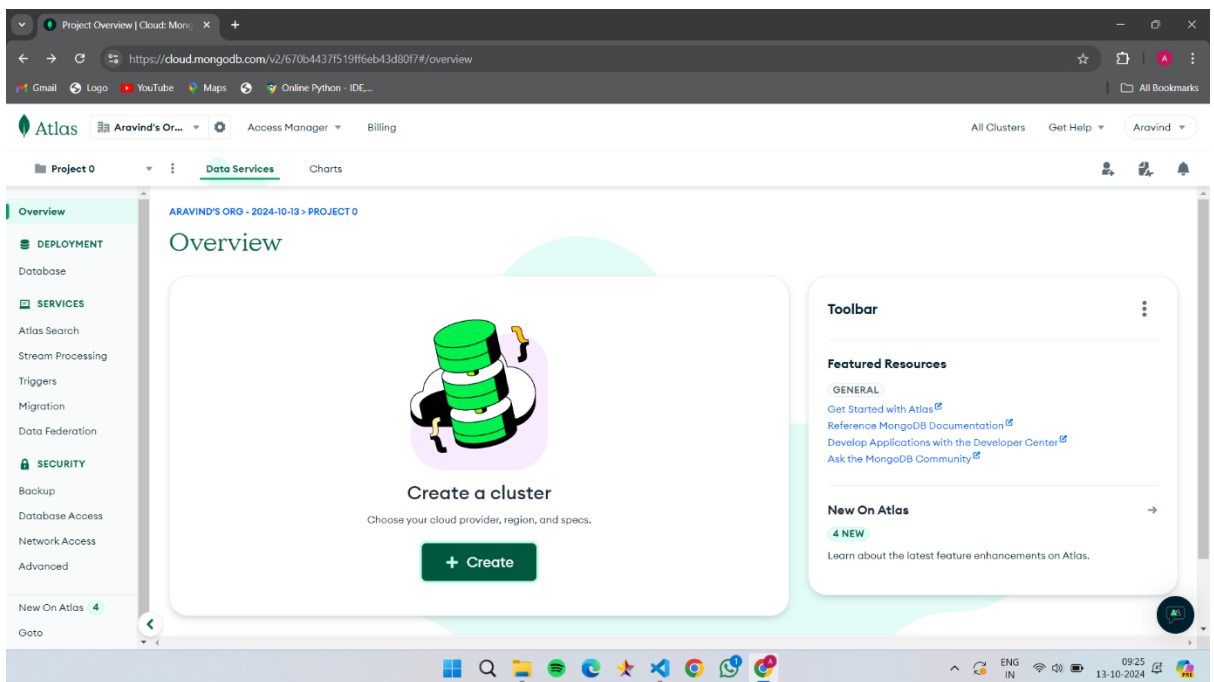 Project Overview | Cloud: Mong
https://cloud.mongodb.com/v2/670b4437f519ff6eb43d80f7#/overview
Gmail Logo YouTube Maps Online Python - IDE,... All Bookmarks
Atlas Aravind's Or... Access Manager Billing All Clusters Get Help Aravind
Project 0 Data Services Charts
Overview
DEPLOYMENT
Database
SERVICES
Atlas Search
Stream Processing
Triggers
Migration
Data Federation
SECURITY
Backup
Database Access
Network Access
Advanced
New On Atlas 4
Goto
ARAVIND'S ORG - 2024-10-13 > PROJECT 0
Overview
Create a cluster
Choose your cloud provider, region, and specs.
+ Create
Toolbar
Featured Resources
GENERAL
Get Started with Atlas
Reference MongoDB Documentation
Develop Applications with the Developer Center
Ask the MongoDB Community
New On Atlas
4 NEW
Learn about the latest feature enhancements on Atlas.
ENG
IN
09:25
13-10-2024
PRE